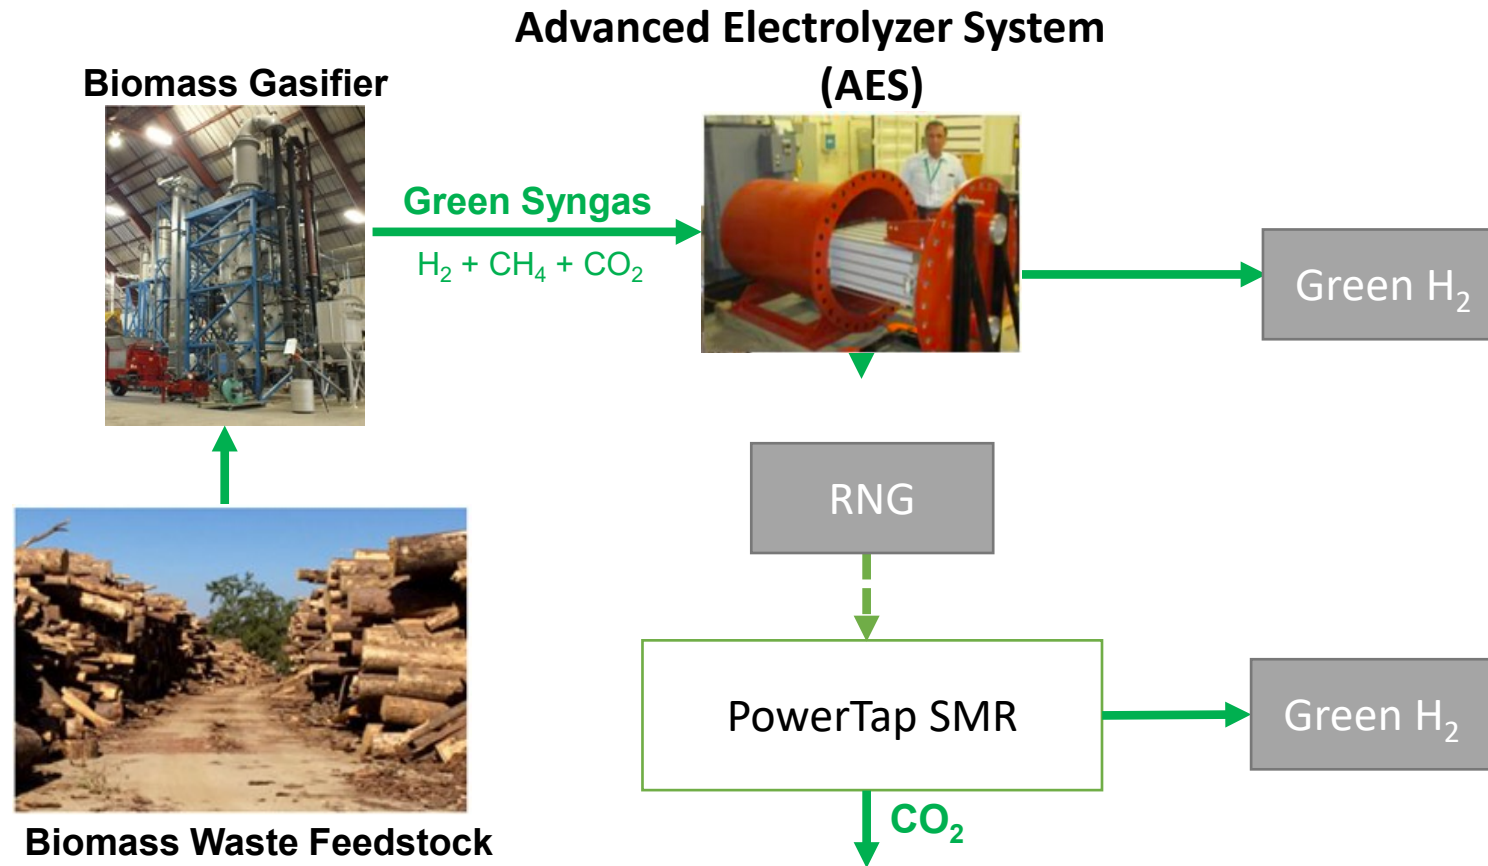 Advanced Electrolyzer System
(AES)
Biomass Gasifier
Green Syngas
H₂ + CH₄ + CO₂
Green H₂
RNG
PowerTap SMR
Green H₂
CO₂
Biomass Waste Feedstock